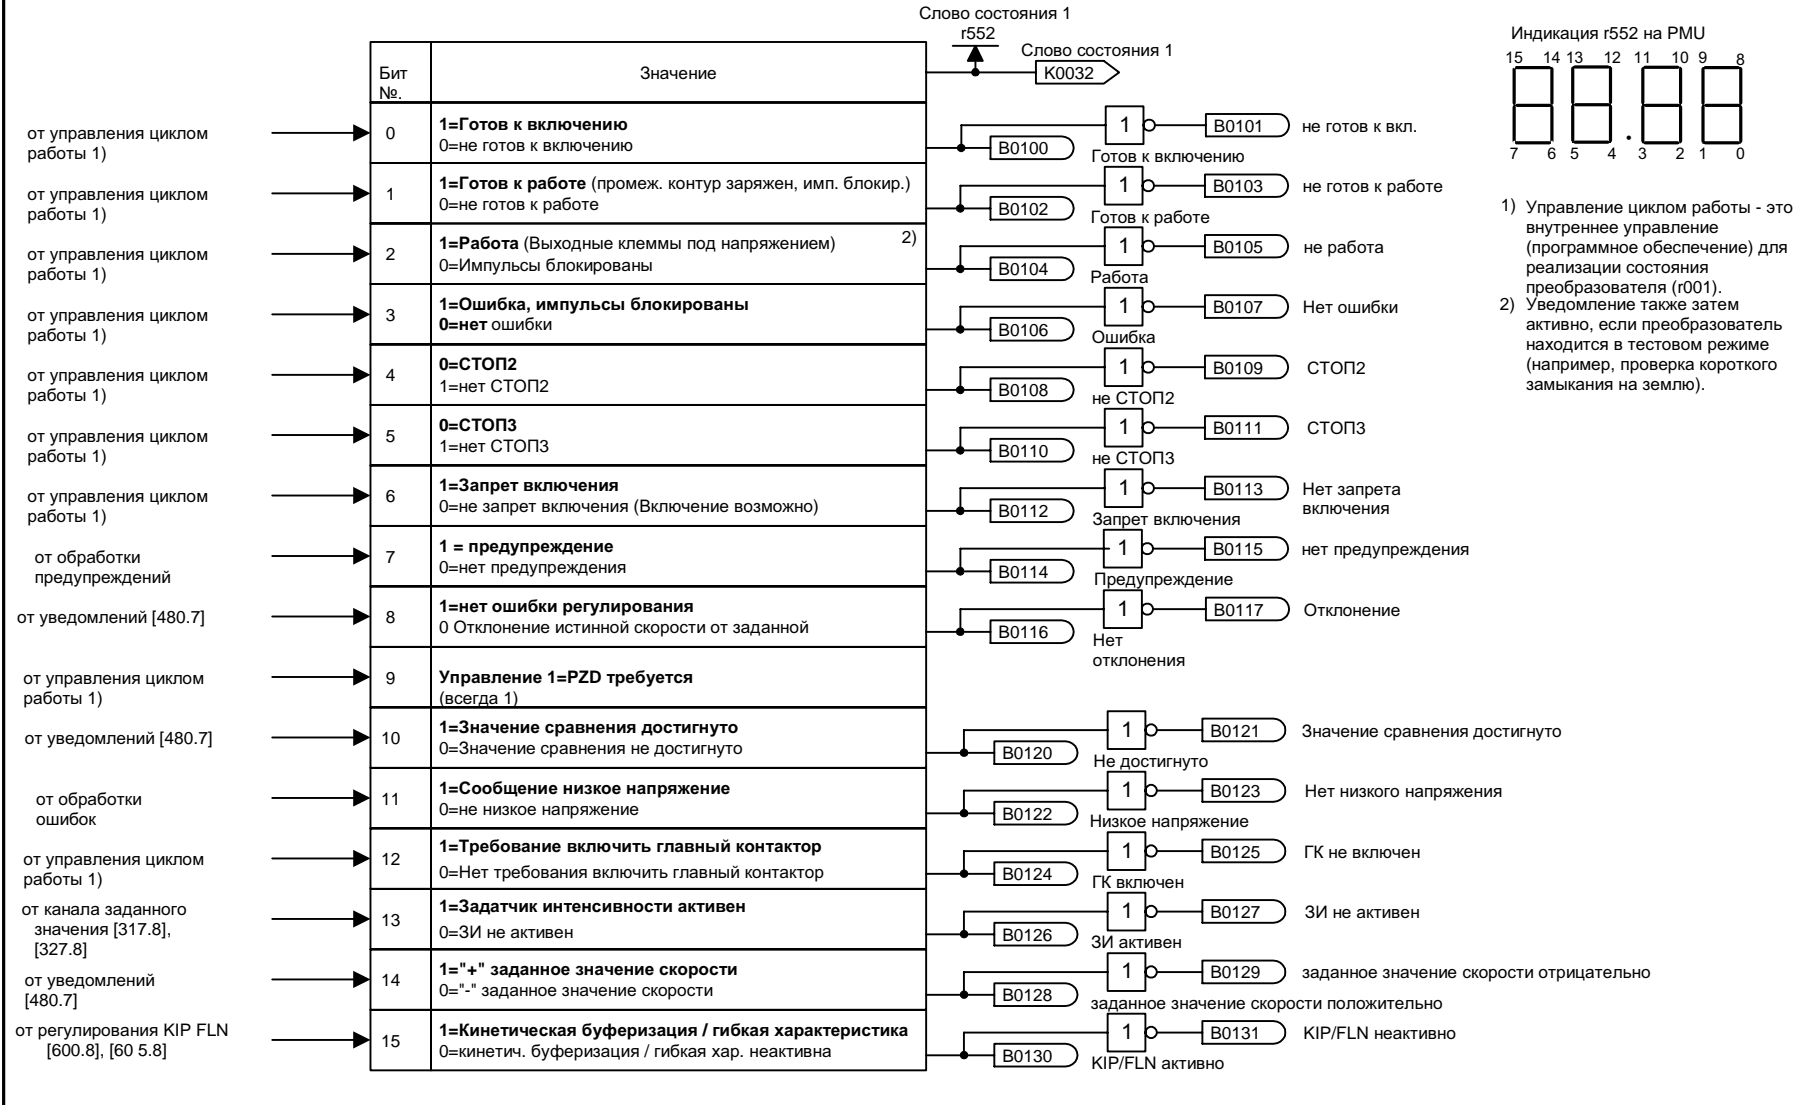 Слово состояния 1
r552
Слово состояния 1
K0032
Бит №.
Значение
от управления циклом
работы 1)
0
1=Готов к включению
0=не готов к включению
B0100
Готов к включению
1
B0101
не готов к вкл.
от управления циклом
работы 1)
1
1=Готов к работе (промеж. контур заряжен, имп. блокир.)
0=не готов к работе
B0102
Готов к работе
1
B0103
не готов к работе
от управления циклом
работы 1)
2
1=Работа (Выходные клеммы под напряжением) 2)
0=Импульсы блокированы
B0104
Работа
1
B0105
не работа
от управления циклом
работы 1)
3
1=Ошибка, импульсы блокированы
0=нет ошибки
B0106
Ошибка
1
B0107
Нет ошибки
от управления циклом
работы 1)
4
0=СТОП2
1=нет СТОП2
B0108
не СТОП2
1
B0109
СТОП2
от управления циклом
работы 1)
5
0=СТОП3
1=нет СТОП3
B0110
не СТОП3
1
B0111
СТОП3
от управления циклом
работы 1)
6
1=Запрет включения
0=не запрет включения (Включение возможно)
B0112
Запрет включения
1
B0113
Нет запрета
включения
от обработки
предупреждений
7
1 = предупреждение
0=нет предупреждения
B0114
Предупреждение
1
B0115
нет предупреждения
от уведомлений [480.7]
8
1=нет ошибки регулирования
0 Отклонение истинной скорости от заданной
B0116
Нет
отклонения
1
B0117
Отклонение
от управления циклом
работы 1)
9
Управление 1=PZD требуется
(всегда 1)
от уведомлений [480.7]
10
1=Значение сравнения достигнуто
0=Значение сравнения не достигнуто
B0120
Не достигнуто
1
B0121
Значение сравнения достигнуто
от обработки
ошибок
11
1=Сообщение низкое напряжение
0=не низкое напряжение
B0122
Низкое напряжение
1
B0123
Нет низкого напряжения
от управления циклом
работы 1)
12
1=Требование включить главный контактор
0=Нет требования включить главный контактор
B0124
ГК включен
1
B0125
ГК не включен
от канала заданного
значения [317.8],
[327.8]
13
1=Задатчик интенсивности активен
0=ЗИ не активен
B0126
ЗИ активен
1
B0127
ЗИ не активен
от уведомлений
[480.7]
14
1="+" заданное значение скорости
0="-" заданное значение скорости
B0128
заданное значение скорости положительно
1
B0129
заданное значение скорости отрицательно
от регулирования KIP FLN
[600.8], [60 5.8]
15
1=Кинетическая буферизация / гибкая характеристика
0=кинетич. буферизация / гибкая хар. неактивна
B0130
KIP/FLN активно
1
B0131
KIP/FLN неактивно
Индикация r552 на PMU
15 14 13 12 11 10 9 8
7 6 5 4 3 2 1 0
1) Управление циклом работы - это
внутреннее управление
(программное обеспечение) для
реализации состояния
преобразователя (r001).
2) Уведомление также затем
активно, если преобразователь
находится в тестовом режиме
(например, проверка короткого
замыкания на землю).